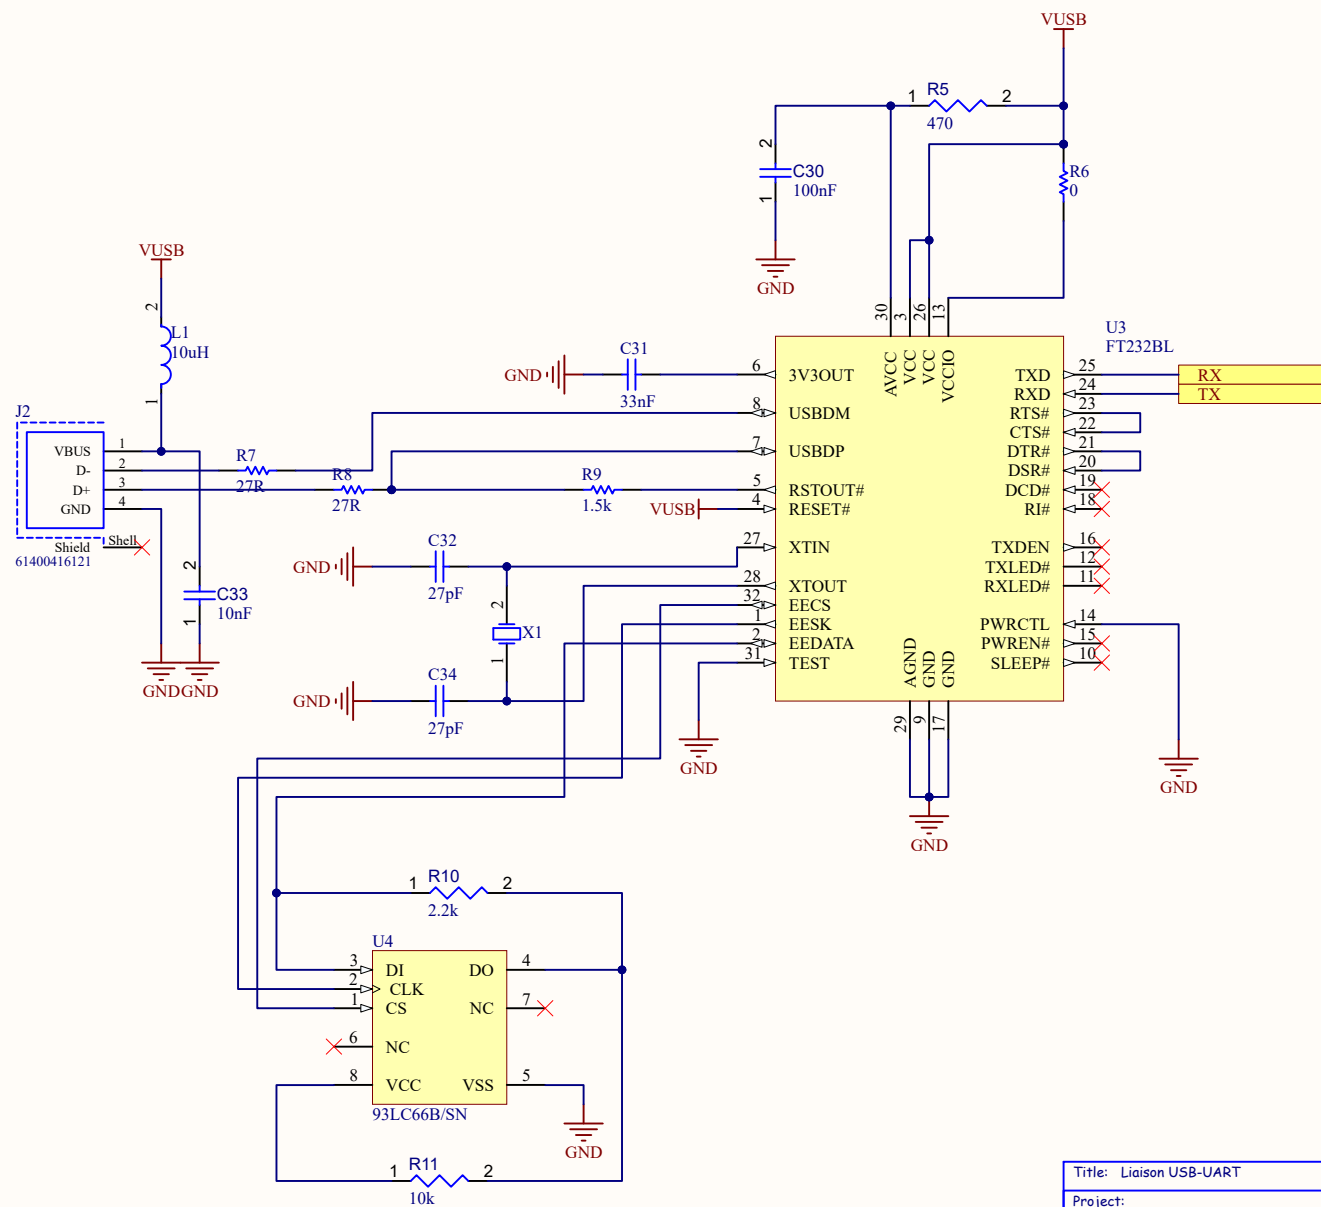 VUSB
1 R5 2
470
2
C30
100nF
1
R6
0
GND
VUSB
2
L1
10uH
1
30
3
26
13
U3
FT232BL
AVCC
VCC
VCC
VCCIO
GND
C31
33nF
6 3V3OUT
8 USBDM
7 USBDP
5 RSTOUT#
VUSB 4 RESET#
27 XTIN
28 XTOUT
32 EECS
1 EESK
2 EEDATA
31 TEST
TXD 25 RX
RXD 24 TX
RTS# 23
CTS# 22
DTR# 21
DSR# 20
DCD# 19
RI# 18
TXDEN 16
TXLED# 12
RXLED# 11
PWRCTL 14
PWREN# 15
SLEEP# 10
AGND
GND
GND
29
9
17
GND
GND
GND
J2
VBUS 1
D- 2
D+ 3
GND 4
Shield Shell
61400416121
R7
27R
R8
27R
R9
1.5k
GND
C32
27pF
2
X1
1
GND
C34
27pF
2
C33
10nF
1
GND GND
1 R10 2
2.2k
U4
3 DI DO 4
2 CLK
1 CS NC 7
6 NC
8 VCC VSS 5
93LC66B/SN
GND
1 R11 2
10k
Title: Liaison USB-UART
Project: